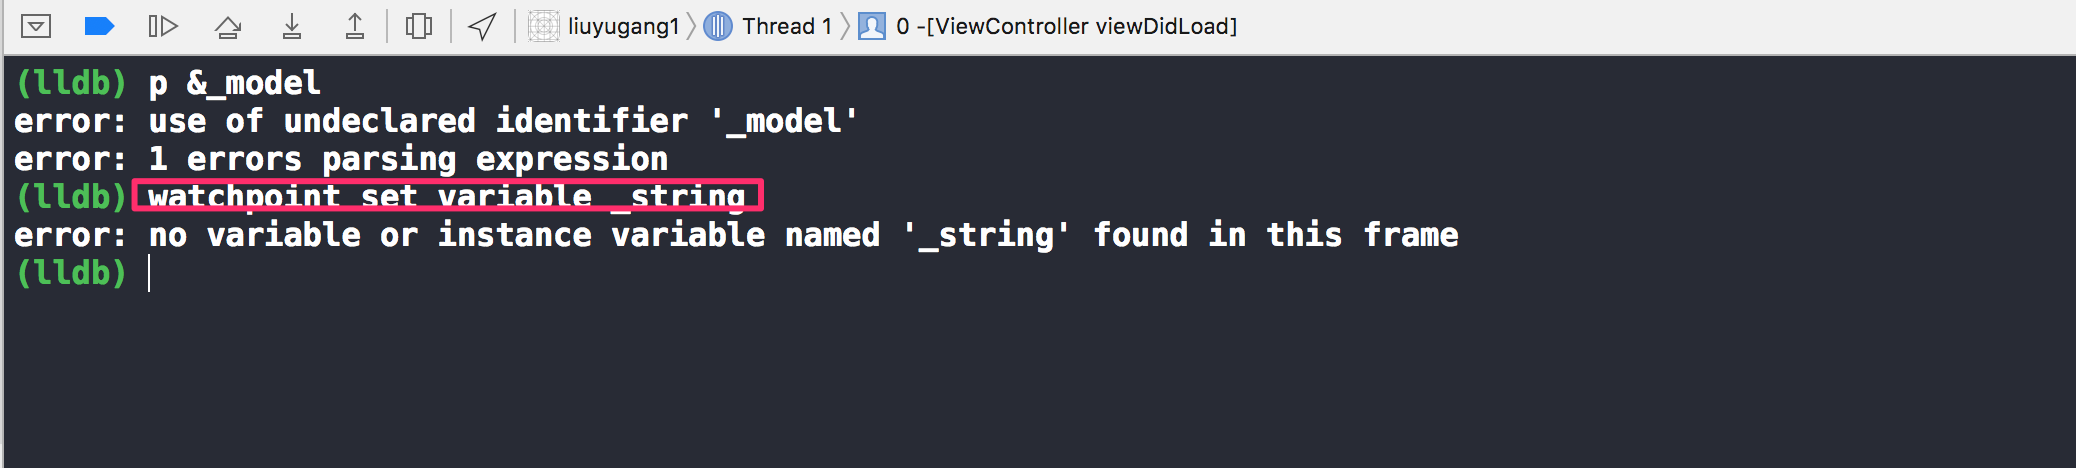 liuyugang1 Thread 1 0 -[ViewController viewDidLoad]
(lldb) p &_model
error: use of undeclared identifier '_model'
error: 1 errors parsing expression
(lldb) watchpoint set variable _string
error: no variable or instance variable named '_string' found in this frame
(lldb)